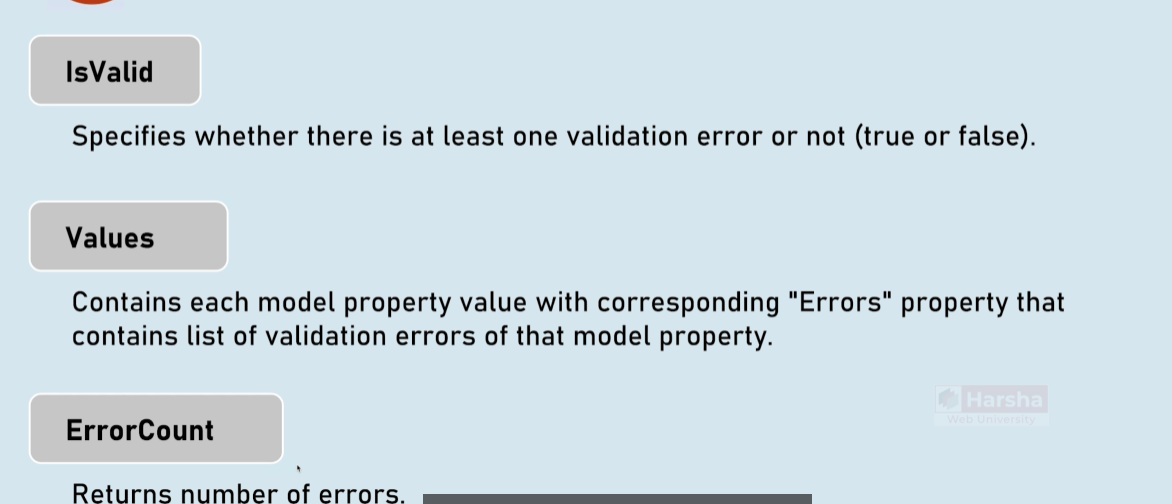 IsValid
Specifies whether there is at least one validation error or not (true or false).
Values
Contains each model property value with corresponding "Errors" property that
contains list of validation errors of that model property.
Harsha
Web University
ErrorCount
Returns number of errors.